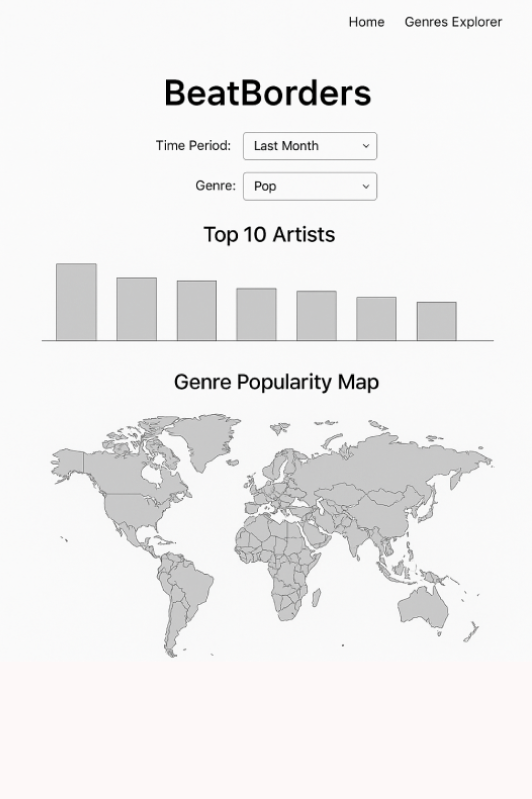 Home Genres Explorer
BeatBorders
Time Period: Last Month
Genre: Pop
Top 10 Artists
Genre Popularity Map